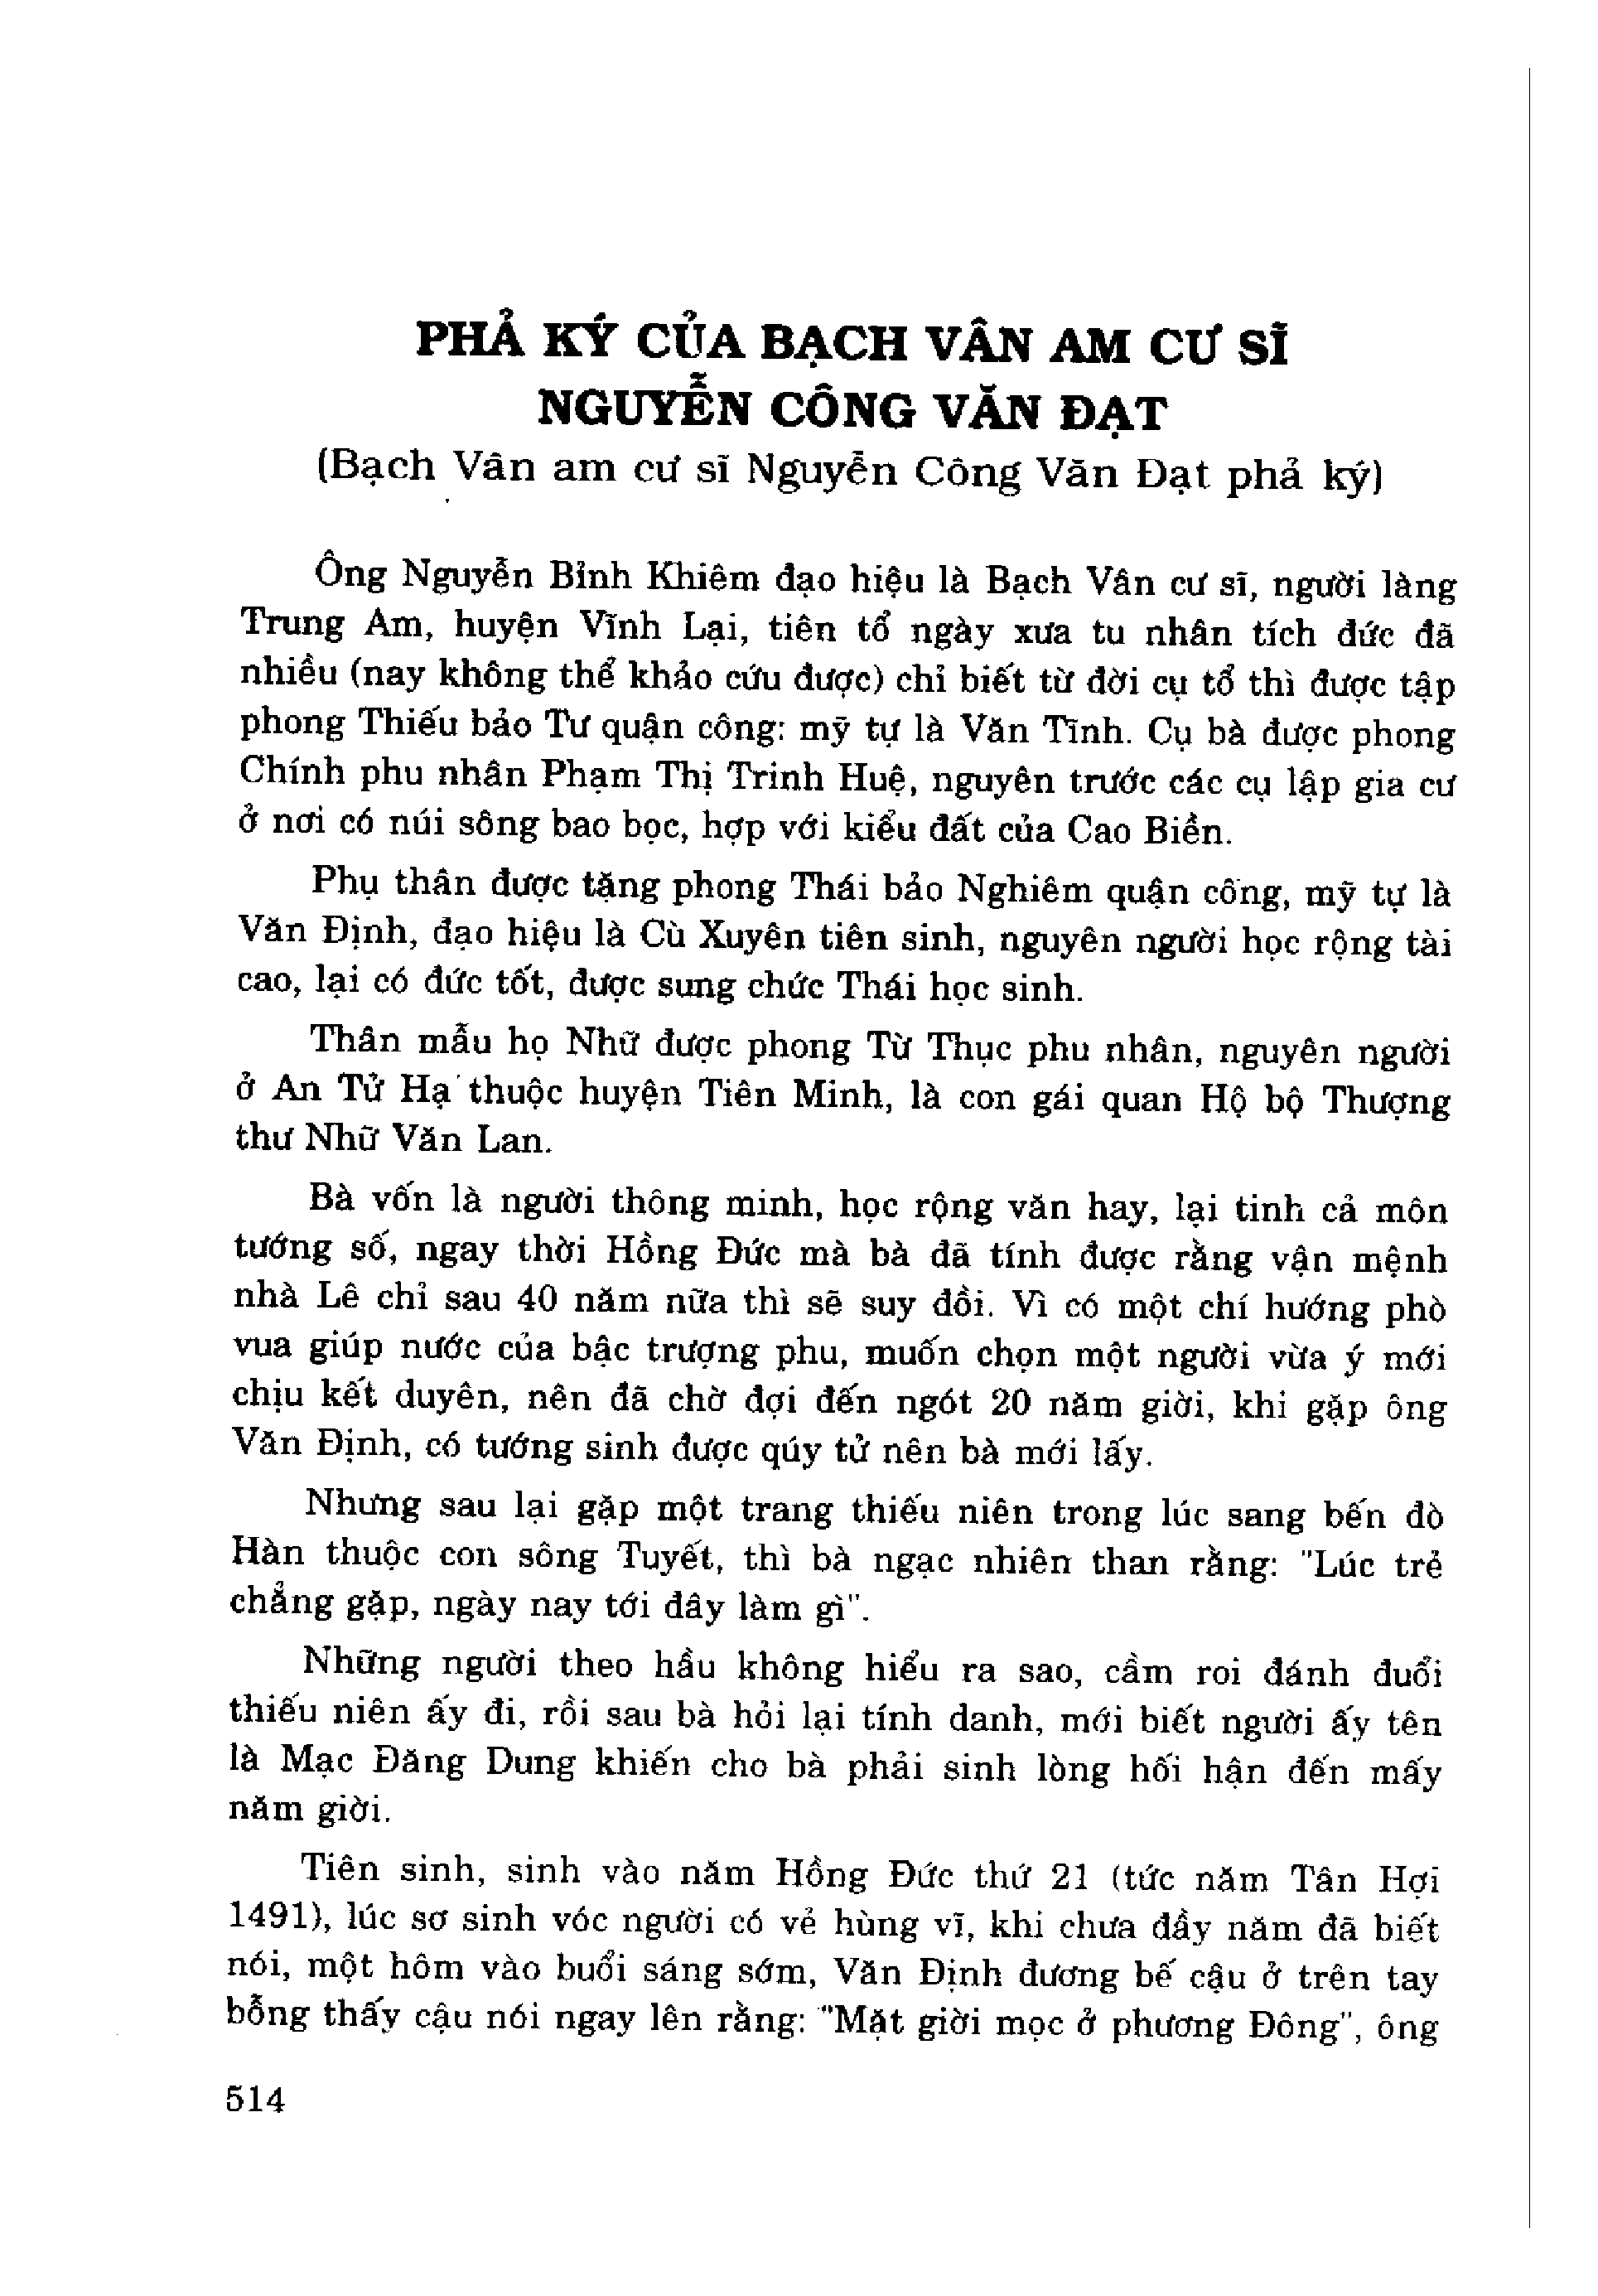 PHẢ KÝ CỦA BẠCH VÂN AM CƯ SĨ
NGUYỄN CÔNG VĂN ĐẠT
(Bạch Vân am cư sĩ Nguyễn Công Văn Đạt phả ký)
Ông Nguyễn Bỉnh Khiêm đạo hiệu là Bạch Vân cư sĩ, người làng
Trung Am, huyện Vĩnh Lại, tiên tổ ngày xưa tu nhân tích đức đã
nhiều (nay không thể khảo cứu được) chỉ biết từ đời cụ tổ thì được tập
phong Thiếu bảo Tư quận công: mỹ tự là Văn Tĩnh. Cụ bà được phong
Chính phu nhân Phạm Thị Trinh Huệ, nguyên trước các cụ lập gia cư
ở nơi có núi sông bao bọc, hợp với kiểu đất của Cao Biền.
Phụ thân được tặng phong Thái bảo Nghiêm quận công, mỹ tự là
Văn Định, đạo hiệu là Cù Xuyên tiên sinh, nguyên người học rộng tài
cao, lại có đức tốt, được sung chức Thái học sinh.
Thân mẫu họ Nhữ được phong Từ Thục phu nhân, nguyên người
ở An Tử Hạ thuộc huyện Tiên Minh, là con gái quan Hộ bộ Thượng
thư Nhữ Văn Lan.
Bà vốn là người thông minh, học rộng văn hay, lại tinh cả môn
tướng số, ngay thời Hồng Đức mà bà đã tính được rằng vận mệnh
nhà Lê chỉ sau 40 năm nữa thì sẽ suy đồi. Vì có một chí hướng phò
vua giúp nước của bậc trượng phu, muốn chọn một người vừa ý mới
chịu kết duyên, nên đã chờ đợi đến ngót 20 năm giời, khi gặp ông
Văn Định, có tướng sinh được qúy tử nên bà mới lấy.
Nhưng sau lại gặp một trang thiếu niên trong lúc sang bến đò
Hàn thuộc con sông Tuyết, thì bà ngạc nhiên than rằng: "Lúc trẻ
chẳng gặp, ngày nay tới đây làm gì".
Những người theo hầu không hiểu ra sao, cầm roi đánh đuổi
thiếu niên ấy đi, rồi sau bà hỏi lại tính danh, mới biết người ấy tên
là Mạc Đăng Dung khiến cho bà phải sinh lòng hối hận đến mấy
năm giời.
Tiên sinh, sinh vào năm Hồng Đức thứ 21 (tức năm Tân Hợi
1491), lúc sơ sinh vóc người có vẻ hùng vĩ, khi chưa đầy năm đã biết
nói, một hôm vào buổi sáng sớm, Văn Định đương bế cậu ở trên tay
bỗng thấy cậu nói ngay lên rằng: "Mặt giời mọc ở phương Đông", ông
514